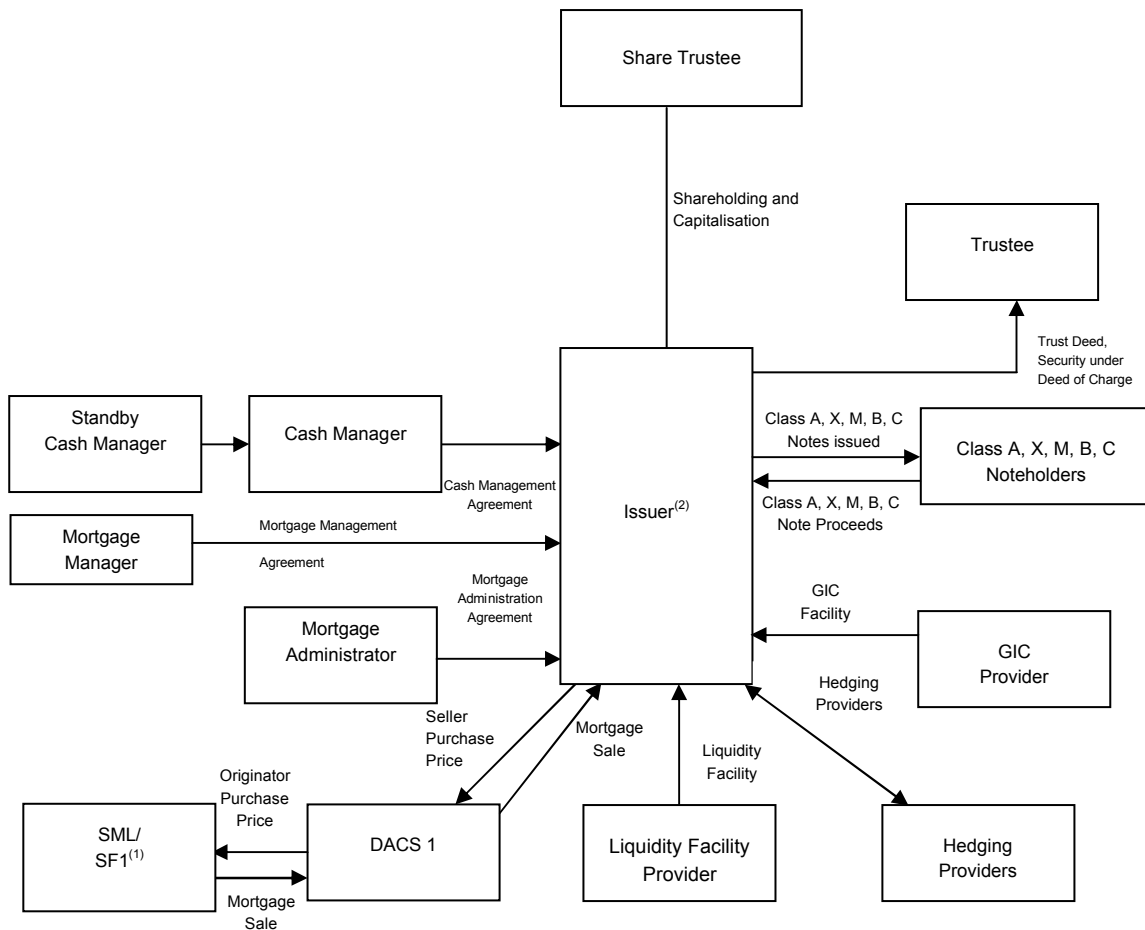 Share Trustee
Shareholding and
Capitalisation
Trustee
Trust Deed,
Security under
Deed of Charge
Standby
Cash Manager
Cash Manager
Cash Management
Agreement
Class A, X, M, B, C
Notes issued
Class A, X, M, B, C
Noteholders
Class A, X, M, B, C
Note Proceeds
Issuer(2)
Mortgage
Manager
Mortgage Management
Agreement
Mortgage
Administration
Agreement
Mortgage
Administrator
GIC
Facility
GIC
Provider
Hedging
Providers
Seller
Purchase
Price
Mortgage
Sale
Liquidity
Facility
Originator
Purchase
Price
SML/
SF1(1)
Mortgage
Sale
DACS 1
Liquidity Facility
Provider
Hedging
Providers